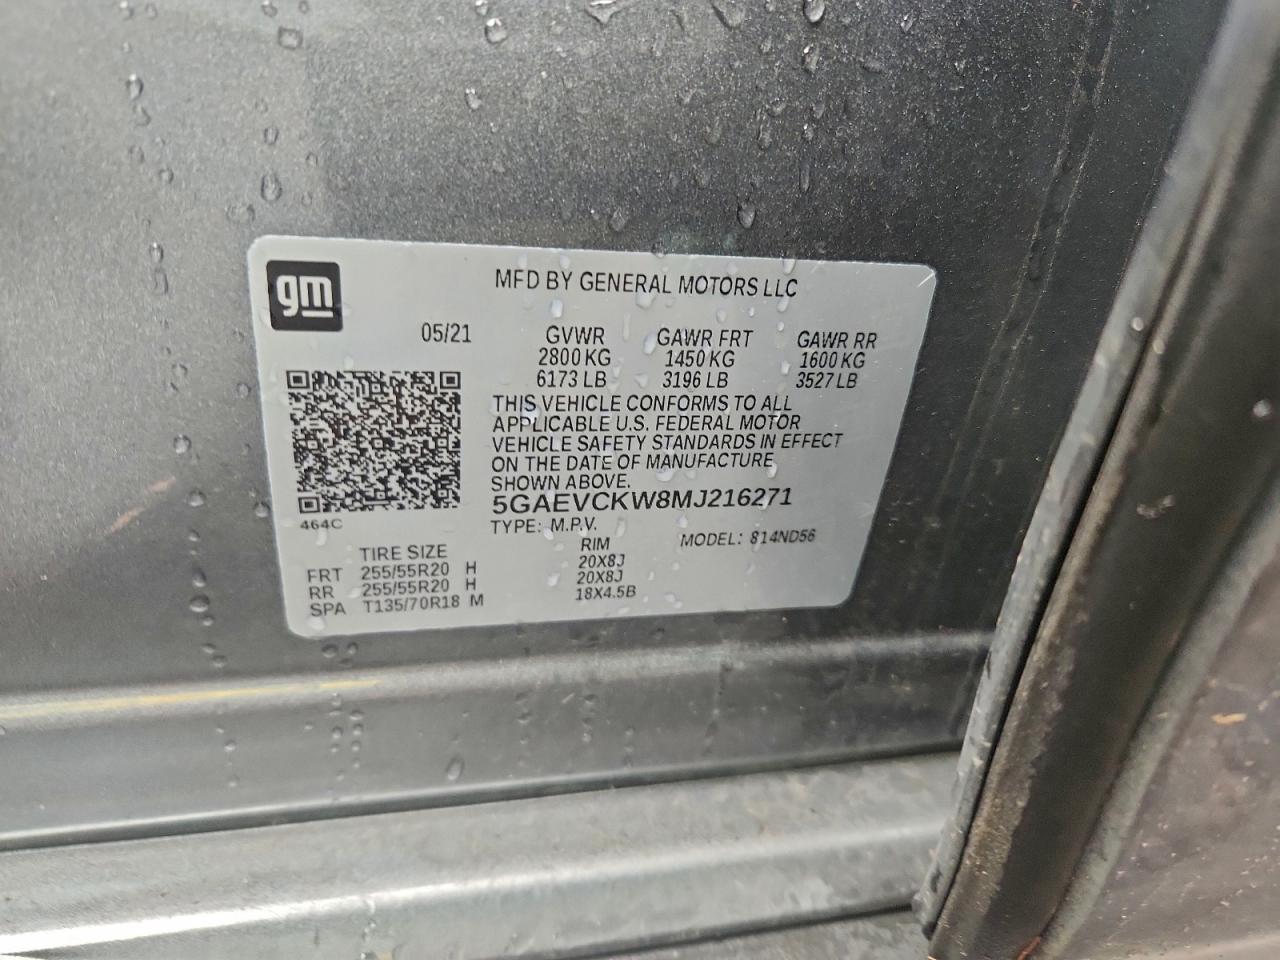 gm
MFD BY GENERAL MOTORS LLC
05/21 GVWR GAWR FRT GAWR RR
2800 KG 1450 KG 1600 KG
6173 LB 3196 LB 3527 LB
THIS VEHICLE CONFORMS TO ALL
APPLICABLE U.S. FEDERAL MOTOR
VEHICLE SAFETY STANDARDS IN EFFECT
ON THE DATE OF MANUFACTURE
SHOWN ABOVE.
5GAEVCKW8MJ216271
464C
TYPE: M.P.V. MODEL: 814ND56
TIRE SIZE RIM
FRT 255/55R20 H 20X8J
RR 255/55R20 H 20X8J
SPA T135/70R18 M 18X4.5B